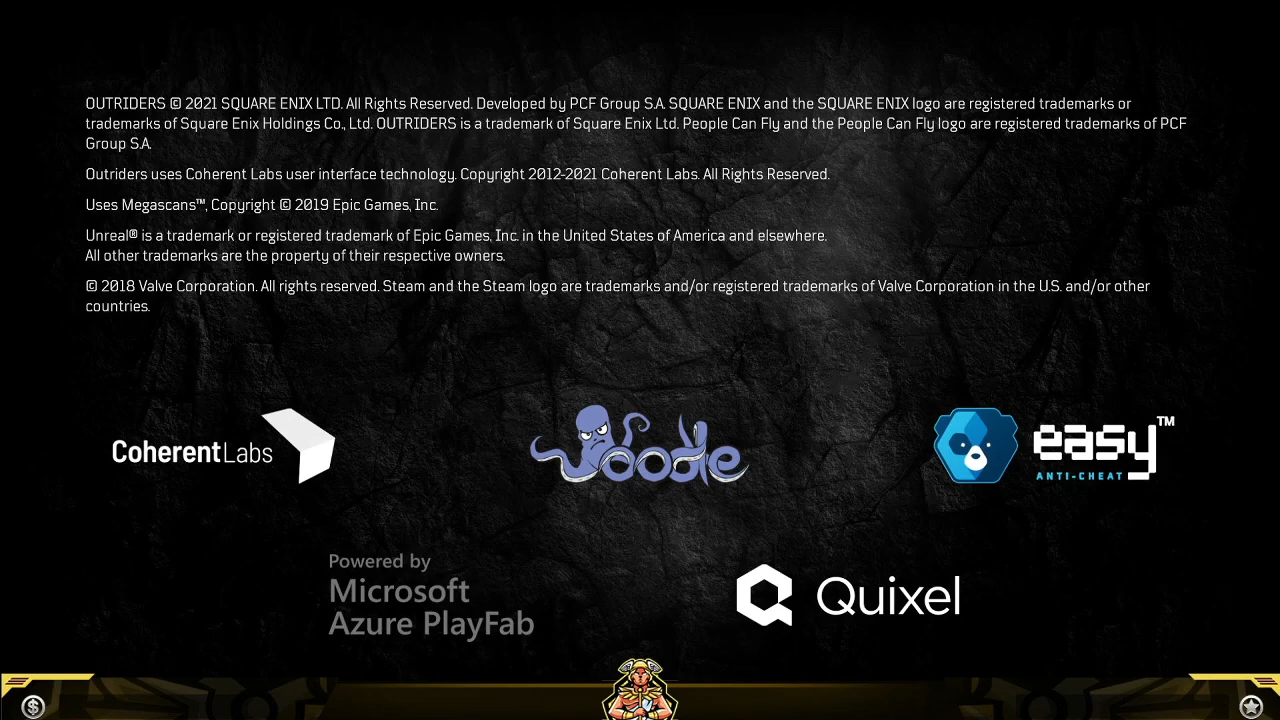 OUTRIDERS © 2021 SQUARE ENIX LTD. All Rights Reserved. Developed by PCF Group S.A. SQUARE ENIX and the SQUARE ENIX logo are registered trademarks or
trademarks of Square Enix Holdings Co., Ltd. OUTRIDERS is a trademark of Square Enix Ltd. People Can Fly and the People Can Fly logo are registered trademarks of PCF
Group S.A.
Outriders uses Coherent Labs user interface technology. Copyright 2012-2021 Coherent Labs. All Rights Reserved.
Uses Megascans™, Copyright © 2019 Epic Games, Inc.
Unreal® is a trademark or registered trademark of Epic Games, Inc. in the United States of America and elsewhere.
All other trademarks are the property of their respective owners.
© 2018 Valve Corporation. All rights reserved. Steam and the Steam logo are trademarks and/or registered trademarks of Valve Corporation in the U.S. and/or other
countries.
CoherentLabs
oodle
easy™
ANTI-CHEAT
Powered by
Microsoft
Azure PlayFab
Quixel
$